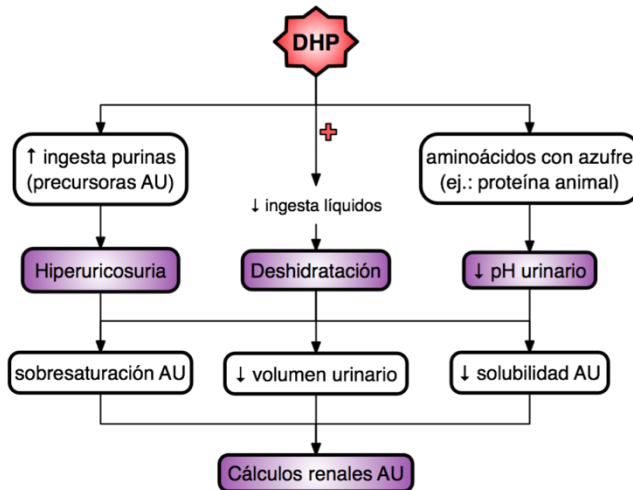 DHP
↑ ingesta purinas
(precursoras AU)
+
↓ ingesta líquidos
aminoácidos con azufre
(ej.: proteína animal)
Hiperuricosuria
Deshidratación
↓ pH urinario
sobresaturación AU
↓ volumen urinario
↓ solubilidad AU
Cálculos renales AU